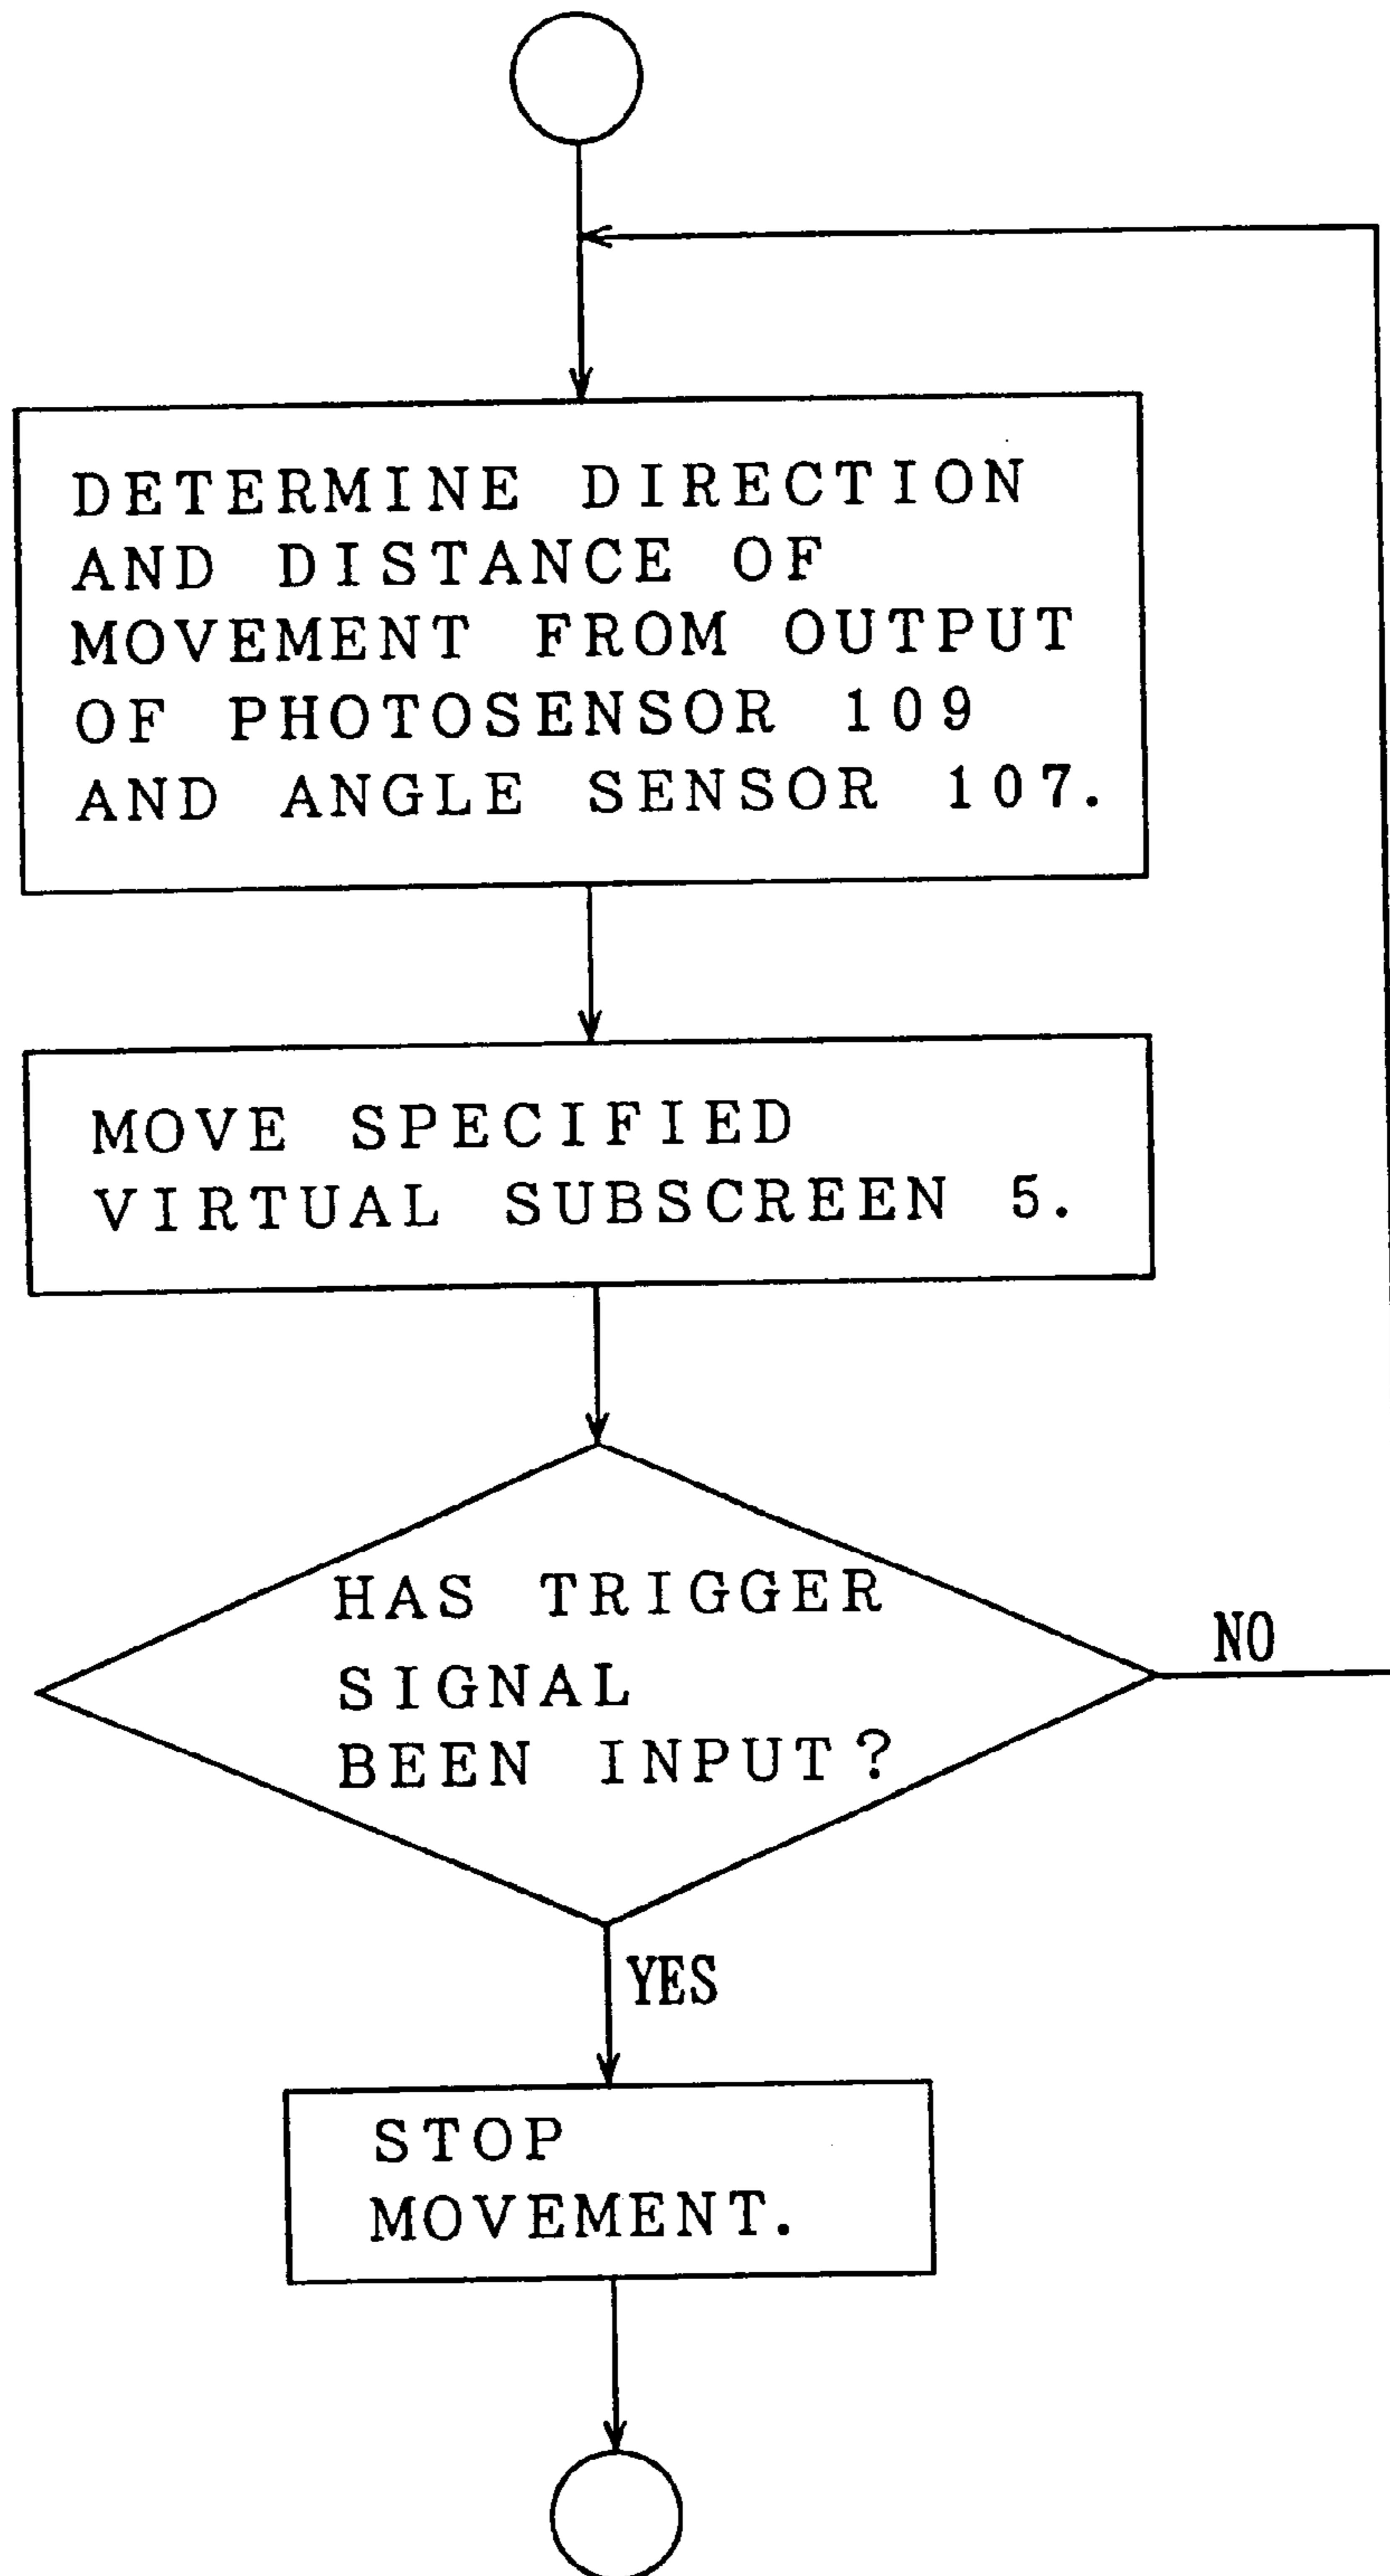 DETERMINE DIRECTION
AND DISTANCE OF
MOVEMENT FROM OUTPUT
OF PHOTOSENSOR 109
AND ANGLE SENSOR 107.
MOVE SPECIFIED
VIRTUAL SUBSCREEN 5.
HAS TRIGGER
SIGNAL
BEEN INPUT?
NO
YES
STOP
MOVEMENT.